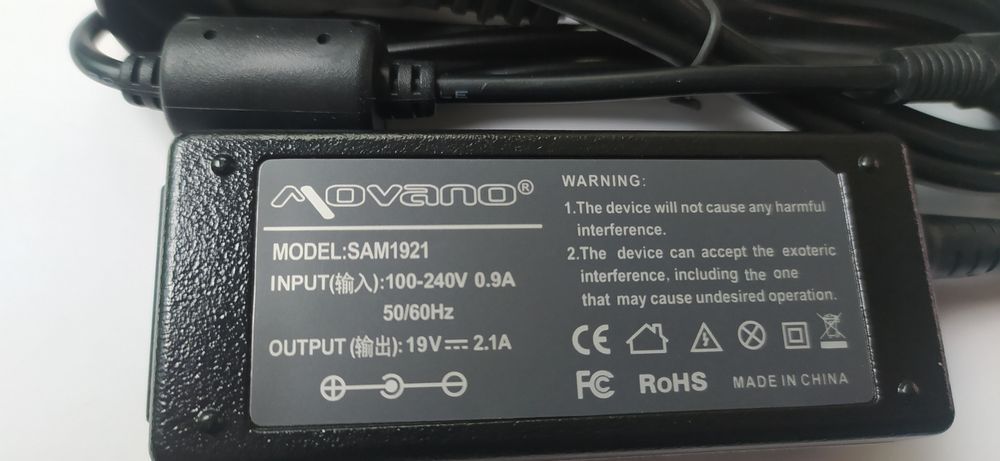 movano®
MODEL:SAM1921
INPUT(输入):100-240V 0.9A
50/60Hz
OUTPUT(输出): 19V 2.1A
WARNING:
1.The device will not cause any harmful
interference.
2.The device can accept the exoteric
interference, including the one
that may cause undesired operation.
CE
FC
RoHS
MADE IN CHINA